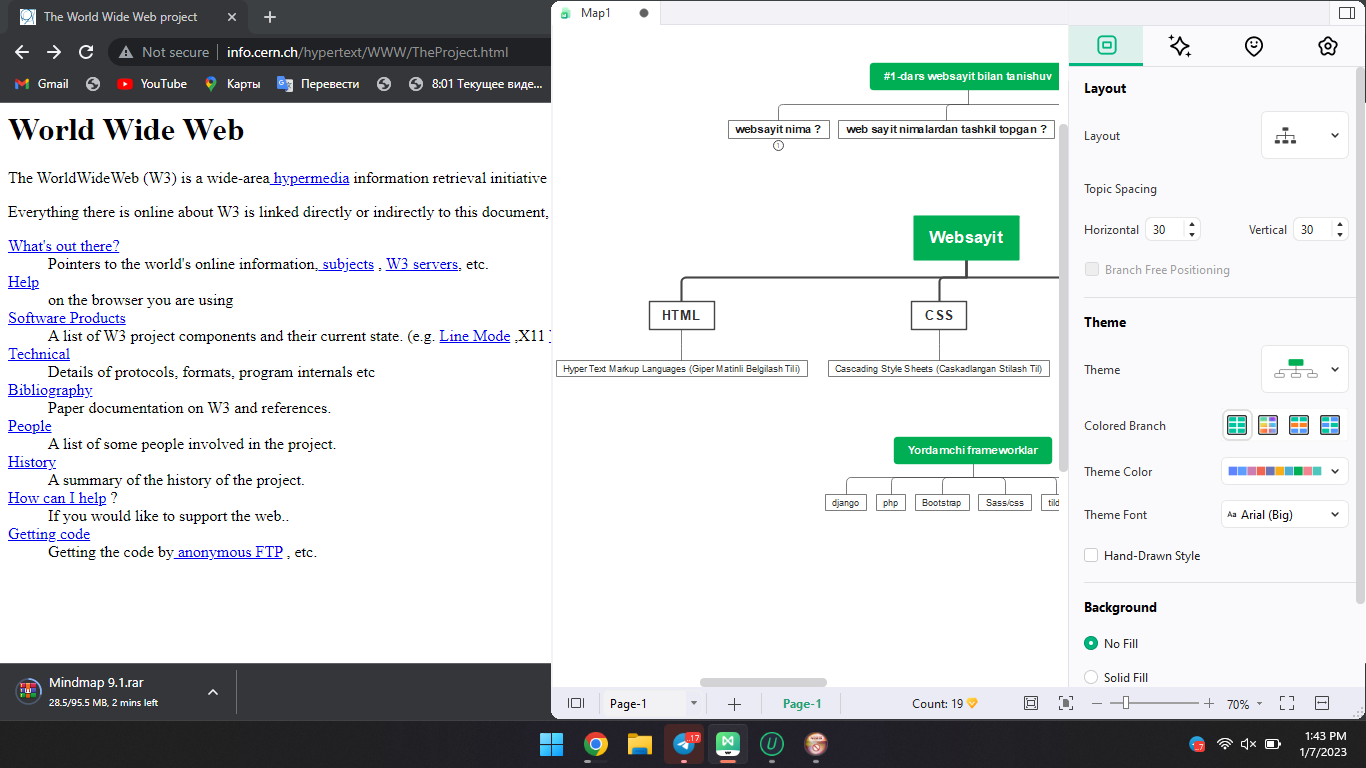 The World Wide Web project
Not secure
info.cern.ch/hypertext/WWW/TheProject.html
Gmail
YouTube
Карты
Перевести
8:01 Текущее виде...
World Wide Web
The WorldWideWeb (W3) is a wide-area hypermedia information retrieval initiative
Everything there is online about W3 is linked directly or indirectly to this document,
What's out there?
Pointers to the world's online information, subjects , W3 servers, etc.
Help
on the browser you are using
Software Products
A list of W3 project components and their current state. (e.g. Line Mode ,X11
Technical
Details of protocols, formats, program internals etc
Bibliography
Paper documentation on W3 and references.
People
A list of some people involved in the project.
History
A summary of the history of the project.
How can I help ?
If you would like to support the web..
Getting code
Getting the code by anonymous FTP , etc.
Mindmap 9.1.rar
28.5/95.5 MB, 2 mins left
Map1
#1-dars websayit bilan tanishuv
websayit nima ?
web sayit nimalardan tashkil topgan ?
1
Websayit
HTML
CSS
Hyper Text Markup Languages (Giper Matinli Belgilash Tili)
Cascading Style Sheets (Caskadlangan Stilash Til)
Yordamchi frameworklar
django
php
Bootstrap
Sass/css
tild
Page-1
Page-1
Count: 19
70%
Layout
Layout
Topic Spacing
Horizontal 30
Vertical 30
Branch Free Positioning
Theme
Theme
Colored Branch
Theme Color
Theme Font
Aa Arial (Big)
Hand-Drawn Style
Background
No Fill
Solid Fill
17
1:43 PM
1/7/2023